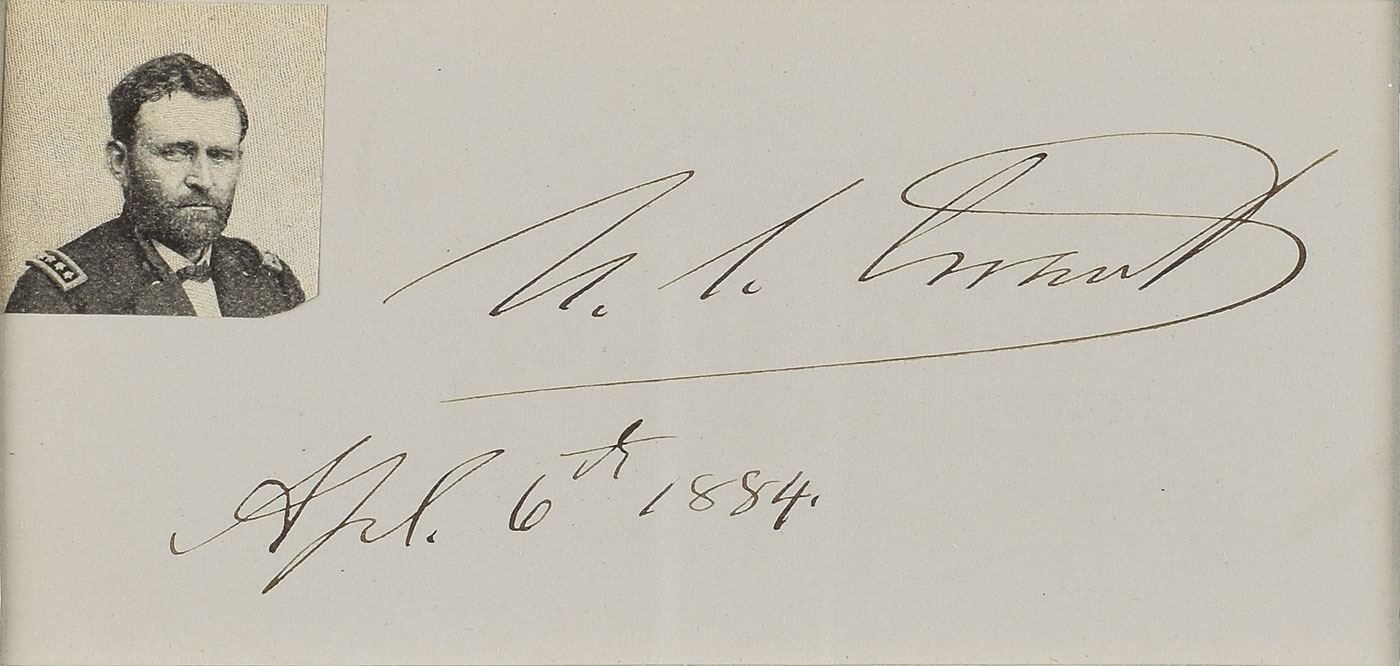 U. S. Grant
Apl. 6th 1884.